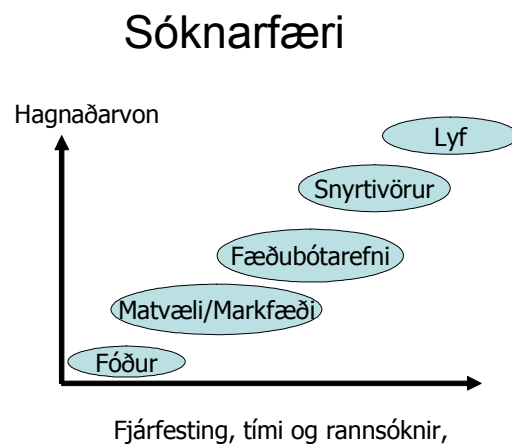 Sóknarfæri
Hagnaðarvon
Lyf
Snyrtivörur
Fæðubótarefni
Matvæli/Markfæði
Fóður
Fjárfesting, tími og rannsóknir,